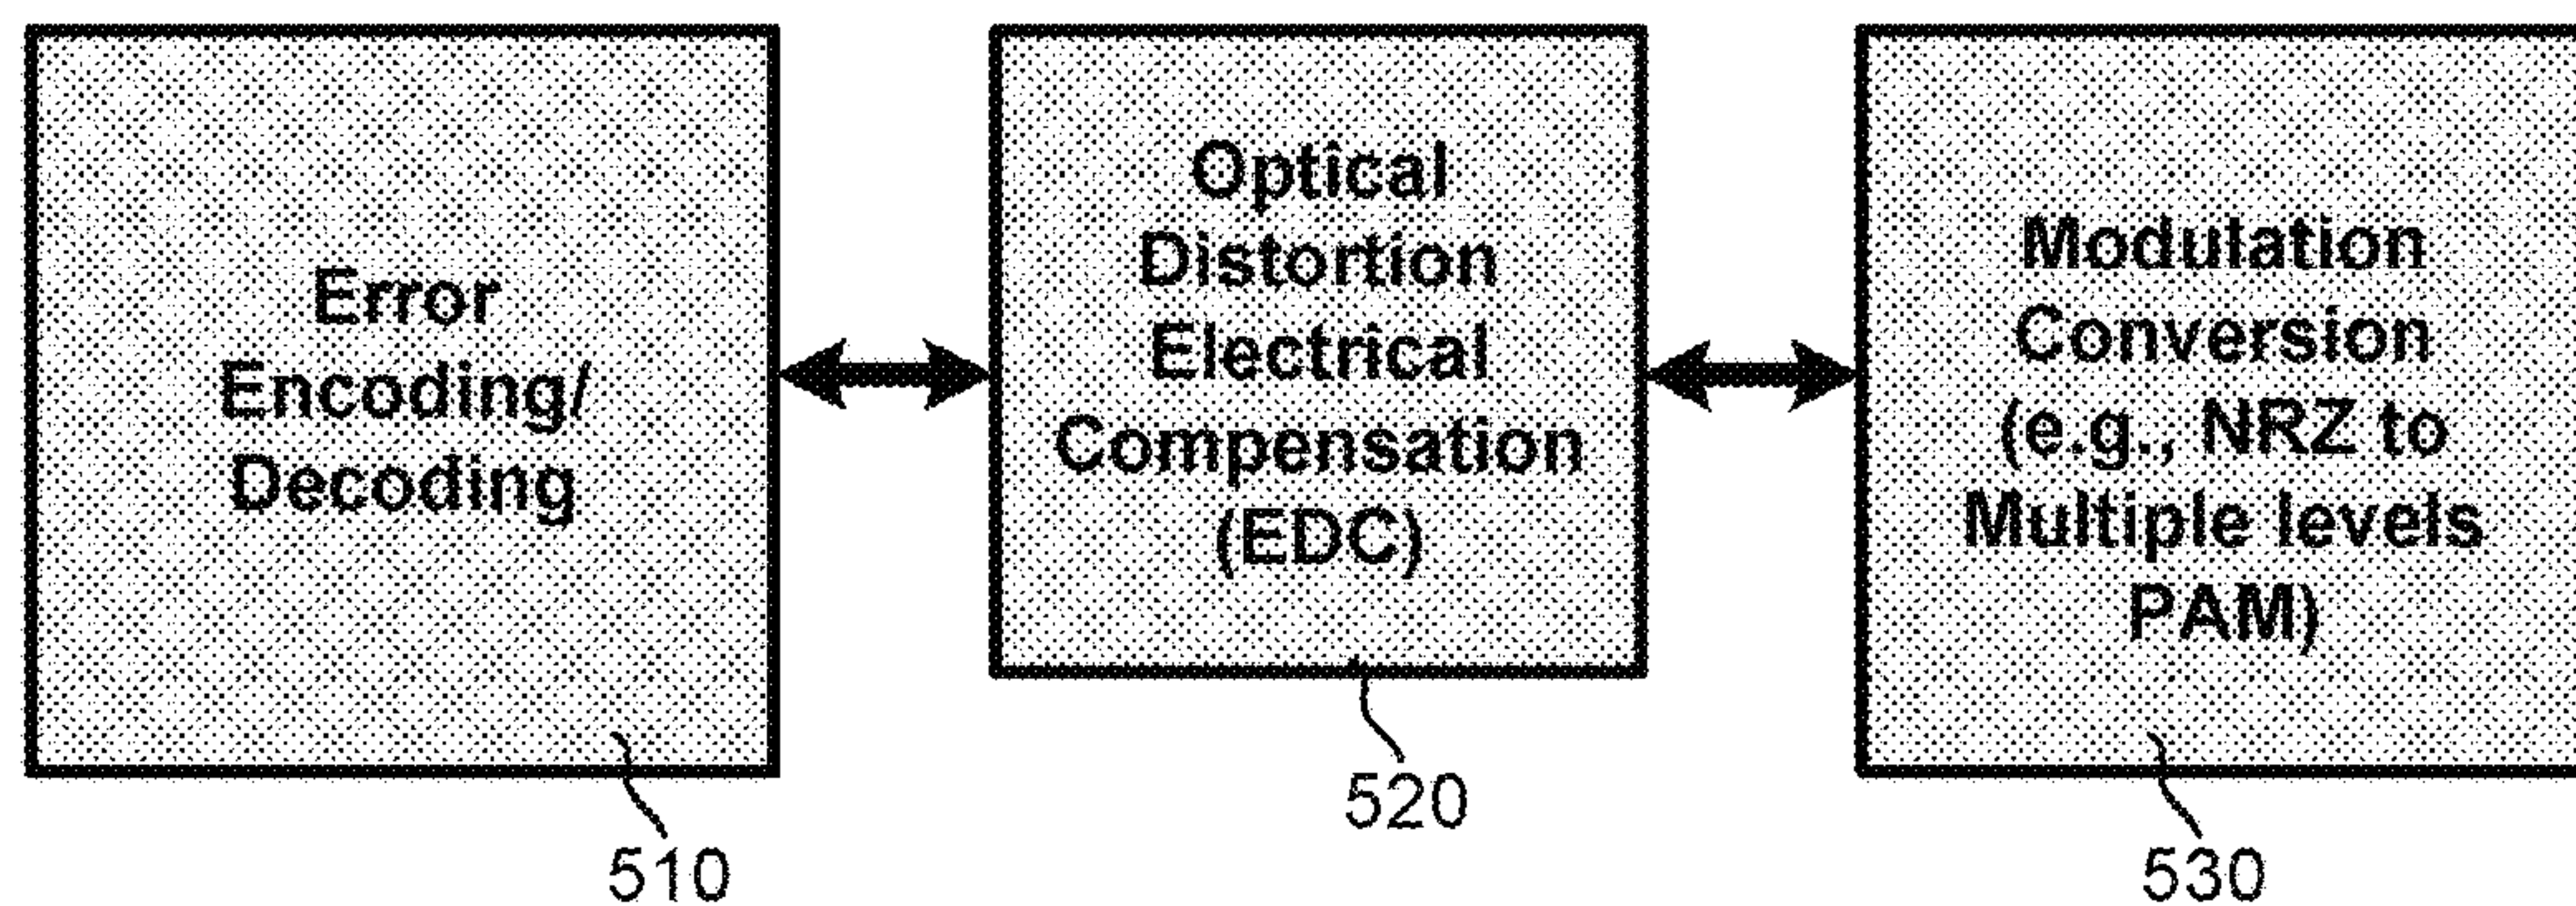 Error
Encoding/
Decoding
510
Optical
Distortion
Electrical
Compensation
(EDC)
520
Modulation
Conversion
(e.g., NRZ to
Multiple levels
PAM)
530